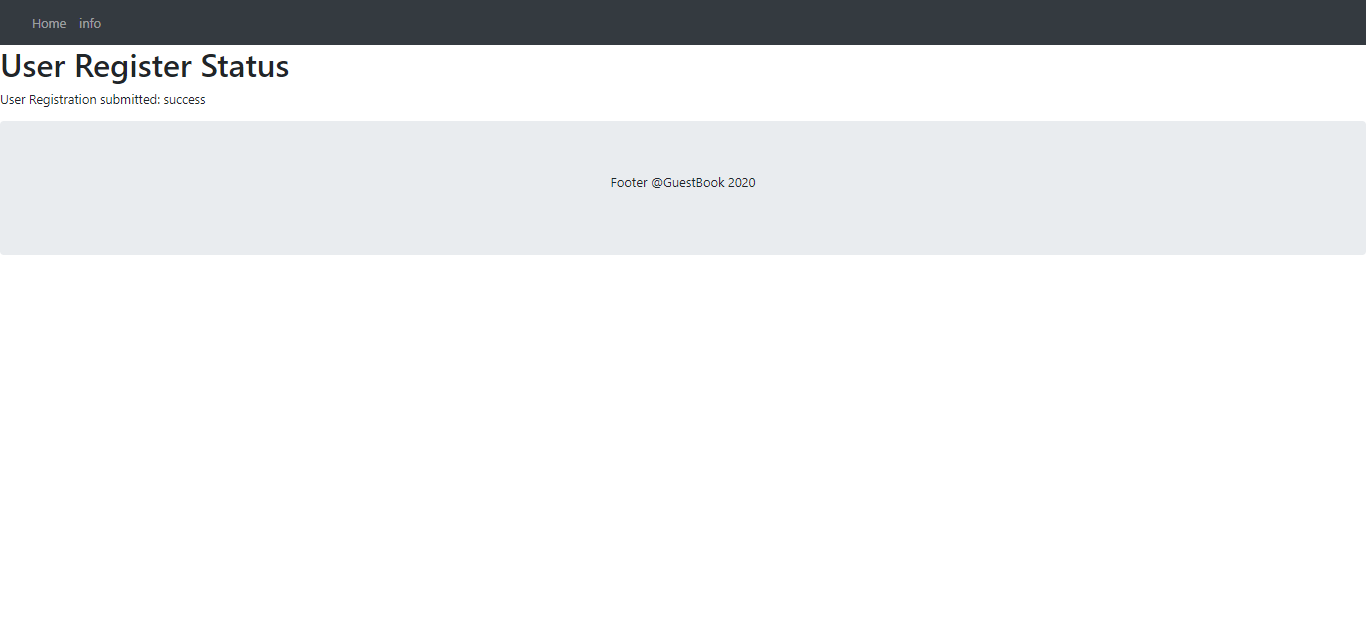 Home info
User Register Status
User Registration submitted: success
Footer @GuestBook 2020